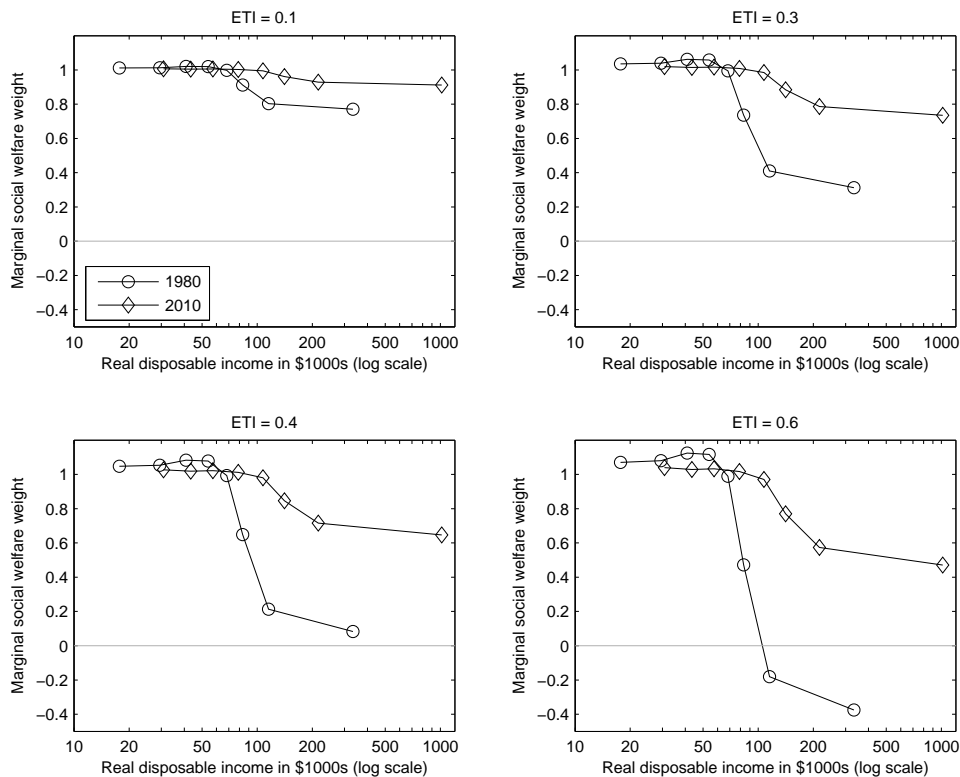 ETI = 0.1
Marginal social welfare weight
1
0.8
0.6
0.4
0.2
0
−0.2
−0.4
1980
2010
10 20 50 100 200 500 1000
Real disposable income in $1000s (log scale)
ETI = 0.3
Marginal social welfare weight
1
0.8
0.6
0.4
0.2
0
−0.2
−0.4
10 20 50 100 200 500 1000
Real disposable income in $1000s (log scale)
ETI = 0.4
Marginal social welfare weight
1
0.8
0.6
0.4
0.2
0
−0.2
−0.4
10 20 50 100 200 500 1000
Real disposable income in $1000s (log scale)
ETI = 0.6
Marginal social welfare weight
1
0.8
0.6
0.4
0.2
0
−0.2
−0.4
10 20 50 100 200 500 1000
Real disposable income in $1000s (log scale)